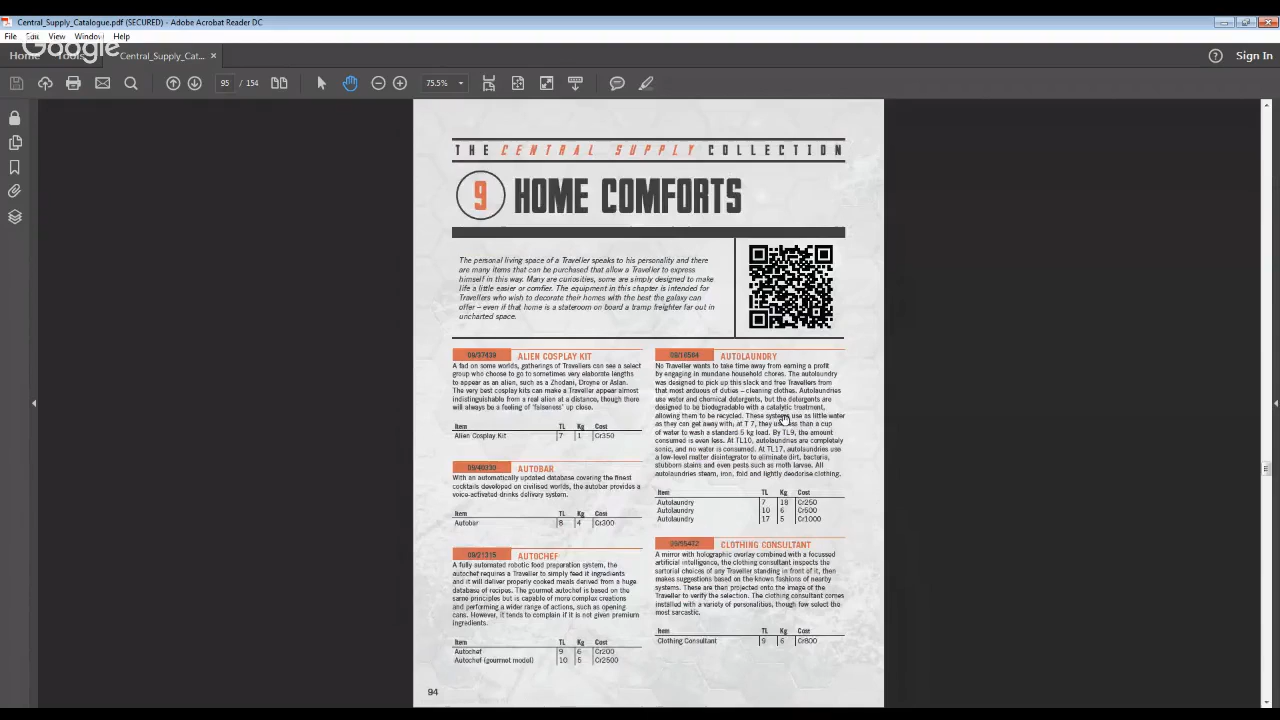 Central_Supply_Catalogue.pdf (SECURED) - Adobe Acrobat Reader DC
File Edit View Window Help
Google
Home Tools Central_Supply_Cat... Sign In
95 / 154 75.5%
THE CENTRAL SUPPLY COLLECTION
9 HOME COMFORTS
The personal living space of a Traveller speaks to his personality and there
are many items that can be purchased that allow a Traveller to express
himself in this way. Many are curiosities, some are simply designed to make
life a little easier or comfier. The equipment in this chapter is intended for
Travellers who wish to decorate their homes with the best the galaxy can
offer – even if that home is a stateroom on board a tramp freighter far out in
uncharted space.
09/37439 ALIEN COSPLAY KIT
A fad on some worlds, gatherings of Travellers can see a select
group who choose to go to sometimes very elaborate lengths
to appear as an alien, such as a Zhodani, Droyne or Aslan.
The very best cosplay kits can make a Traveller appear almost
indistinguishable from a real alien at a distance, though there
will always be a feeling of 'falseness' up close.
Item TL Kg Cost
Alien Cosplay Kit 7 1 Cr350
09/40330 AUTOBAR
With an automatically updated database covering the finest
cocktails developed on civilised worlds, the autobar provides a
voice-activated drinks delivery system.
Item TL Kg Cost
Autobar 8 4 Cr300
09/21315 AUTOCHEF
A fully automated robotic food preparation system, the
autochef requires a Traveller to simply feed it ingredients
and it will deliver properly cooked meals derived from a huge
database of recipes. The gourmet autochef is based on the
same principles but is capable of more complex creations
and performing a wider range of actions, such as opening
cans. However, it tends to complain if it is not given premium
ingredients.
Item TL Kg Cost
Autochef 9 6 Cr200
Autochef (gourmet model) 10 5 Cr2500
09/16564 AUTOLAUNDRY
No Traveller wants to take time away from earning a profit
by engaging in mundane household chores. The autolaundry
was designed to pick up this slack and free Travellers from
that most arduous of duties – cleaning clothes. Autolaundries
use water and chemical detergents, but the detergents are
designed to be biodegradable with a catalytic treatment,
allowing them to be recycled. These systems use as little water
as they can get away with; at T 7, they use less than a cup
of water to wash a standard 5 kg load. By TL9, the amount
consumed is even less. At TL10, autolaundries are completely
sonic, and no water is consumed. At TL17, autolaundries use
a low-level matter disintegrator to eliminate dirt, bacteria,
stubborn stains and even pests such as moth larvae. All
autolaundries steam, iron, fold and lightly deodorise clothing.
Item TL Kg Cost
Autolaundry 7 18 Cr250
Autolaundry 10 6 Cr500
Autolaundry 17 5 Cr1000
09/55472 CLOTHING CONSULTANT
A mirror with holographic overlay combined with a focussed
artificial intelligence, the clothing consultant inspects the
sartorial choices of any Traveller standing in front of it, then
makes suggestions based on the known fashions of nearby
systems. These are then projected onto the image of the
Traveller to verify the selection. The clothing consultant comes
installed with a variety of personalities, though few select the
most sarcastic.
Item TL Kg Cost
Clothing Consultant 9 6 Cr800
94